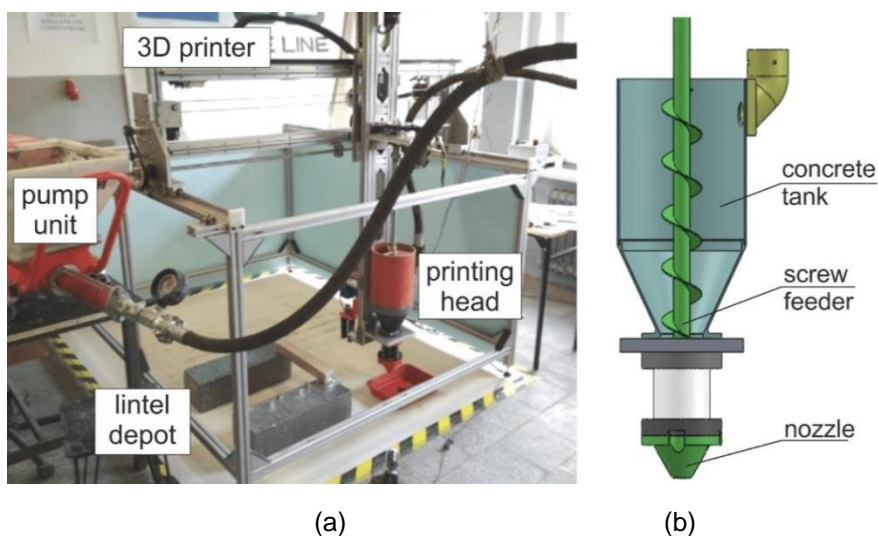 3D printer
E LINE
pump
unit
printing
head
lintel
depot
concrete
tank
screw
feeder
nozzle
(a)
(b)